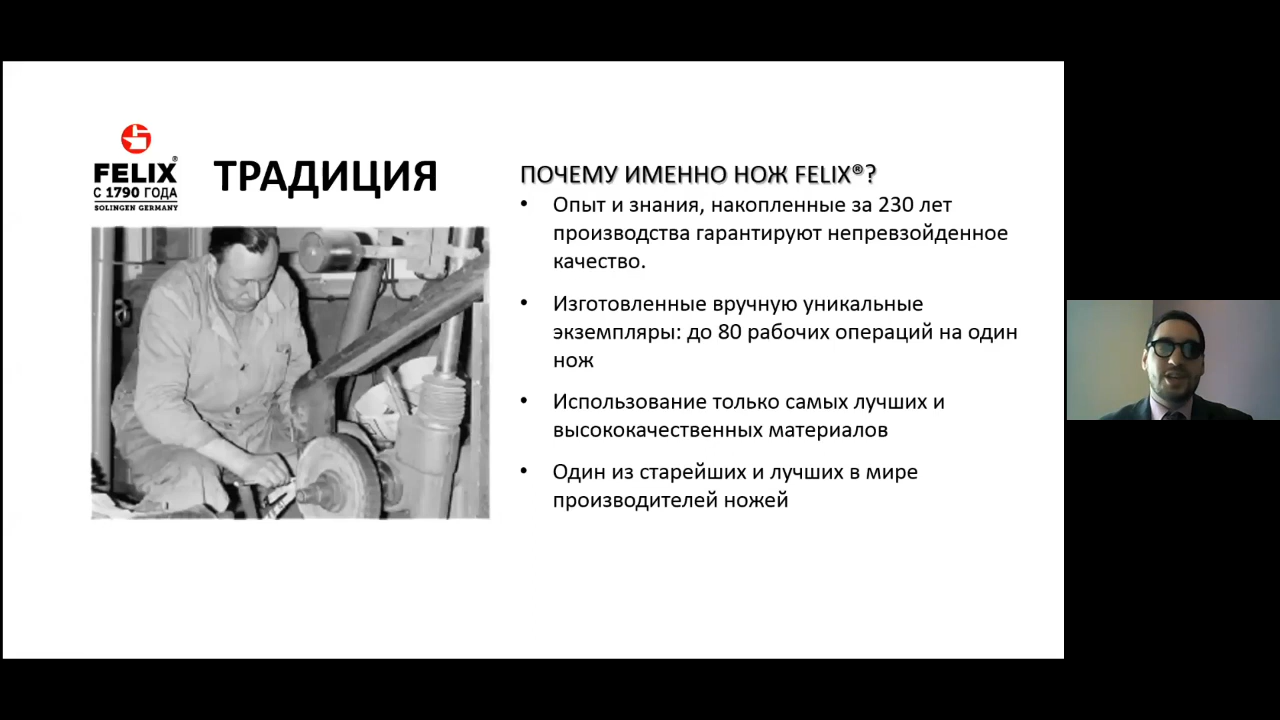 FELIX®
С 1790 ГОДА
SOLINGEN GERMANY
ТРАДИЦИЯ
ПОЧЕМУ ИМЕННО НОЖ FELIX®?
• Опыт и знания, накопленные за 230 лет
производства гарантируют непревзойденное
качество.
• Изготовленные вручную уникальные
экземпляры: до 80 рабочих операций на один
нож
• Использование только самых лучших и
высококачественных материалов
• Один из старейших и лучших в мире
производителей ножей